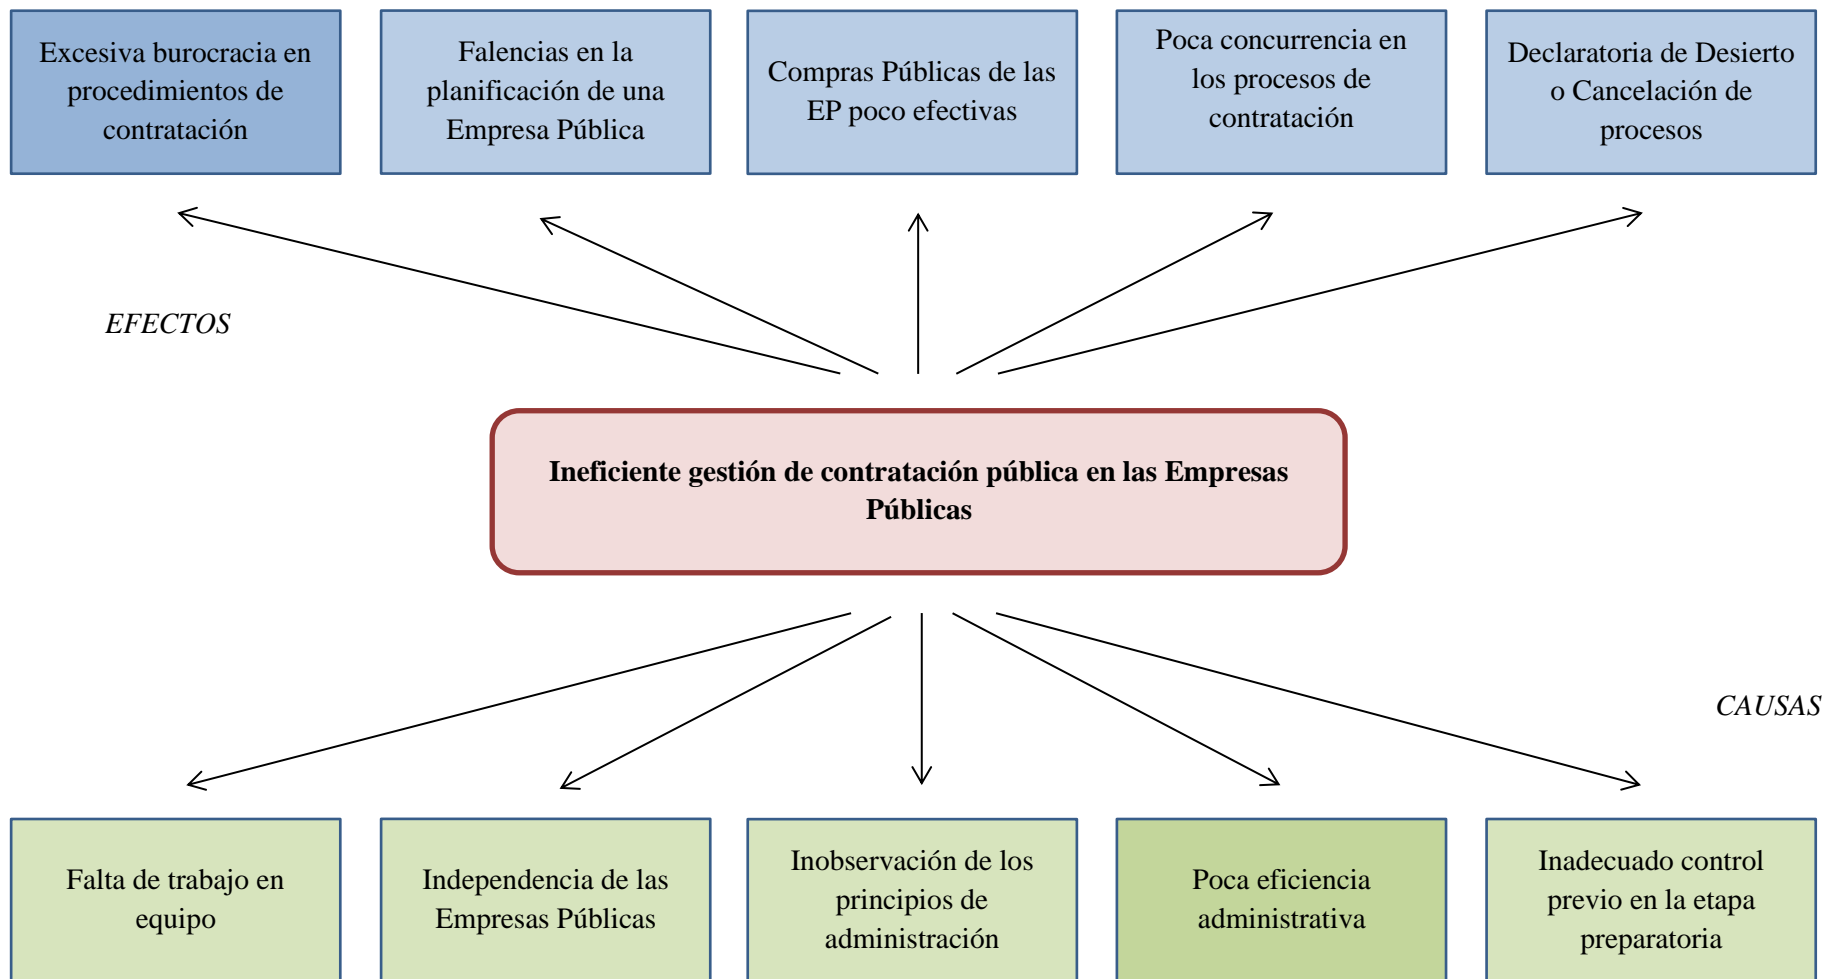 Excesiva burocracia en
procedimientos de
contratación
Falencias en la
planificación de una
Empresa Pública
Compras Públicas de las
EP poco efectivas
Poca concurrencia en
los procesos de
contratación
Declaratoria de Desierto
o Cancelación de
procesos
EFECTOS
Ineficiente gestión de contratación pública en las Empresas
Públicas
CAUSAS
Falta de trabajo en
equipo
Independencia de las
Empresas Públicas
Inobservación de los
principios de
administración
Poca eficiencia
administrativa
Inadecuado control
previo en la etapa
preparatoria